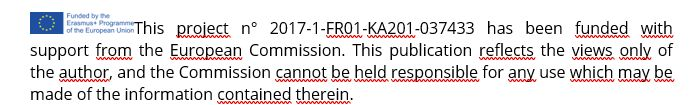 Funded by the
Erasmus+ Programme
of the European Union
This project n° 2017-1-FR01-KA201-037433 has been funded with
support from the European Commission. This publication reflects the views only of
the author, and the Commission cannot be held responsible for any use which may be
made of the information contained therein.